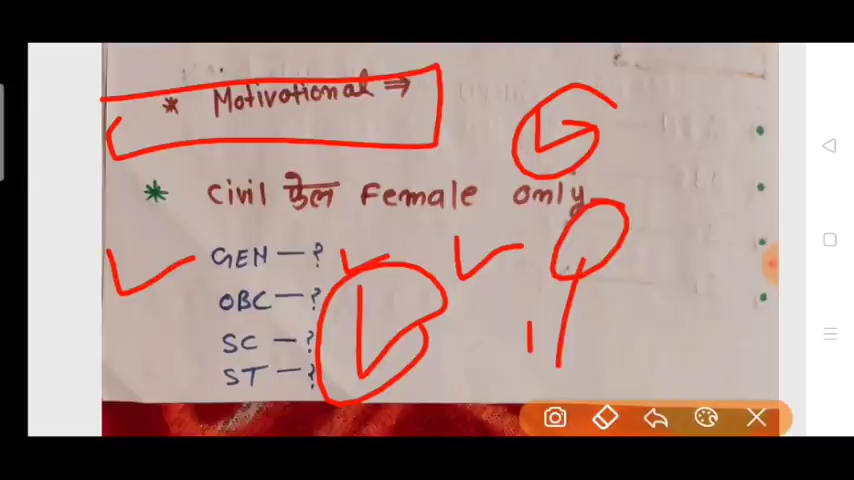 * Motivational ⇒
* Civil फेल Female only
GEN — ?
OBC — ?
SC — ?
ST — ?